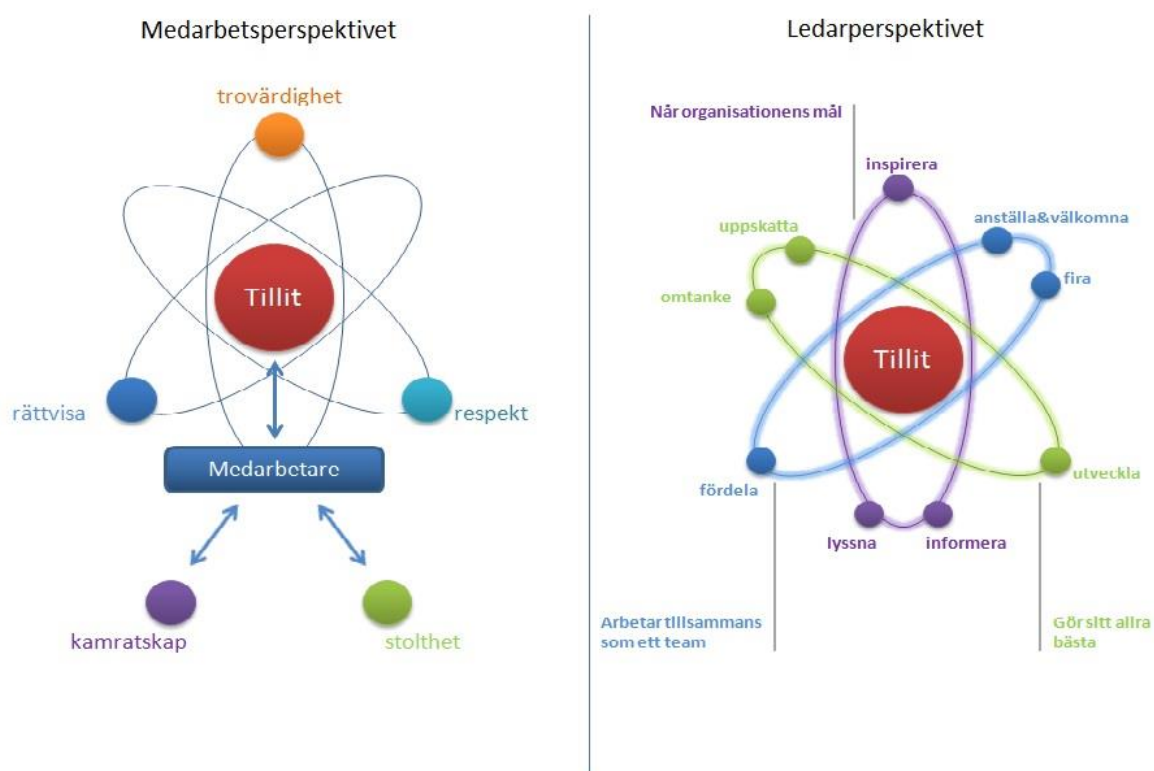 Medarbetsperspektivet
trovärdighet
Tillit
rättvisa
respekt
Medarbetare
kamratskap
stolthet
Ledarperspektivet
Når organisationens mål
inspirera
uppskatta
anställa&välkomna
omtanke
fira
Tillit
fördela
utveckla
lyssna
informera
Arbetar tillsammans
som ett team
Gör sitt allra
bästa